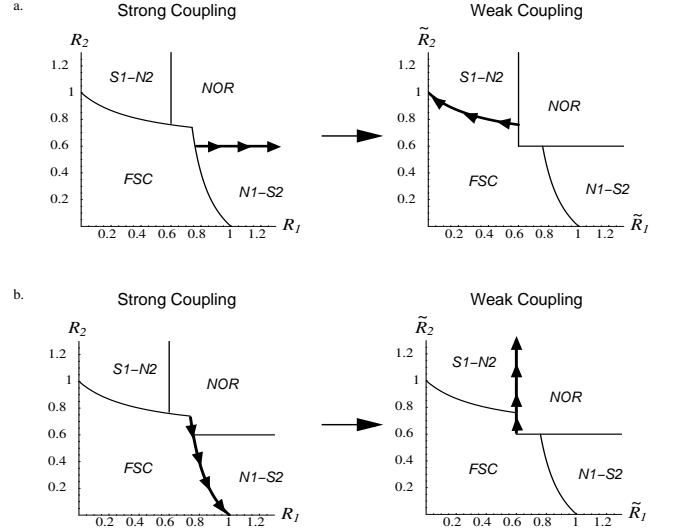 a.
Strong Coupling
Weak Coupling
R2
R̃2
1.2
1
0.8
0.6
0.4
0.2
S1–N2
NOR
FSC
N1–S2
0.2 0.4 0.6 0.8 1 1.2
R1
1.2
1
0.8
0.6
0.4
0.2
S1–N2
NOR
FSC
N1–S2
0.2 0.4 0.6 0.8 1 1.2
R̃1
b.
Strong Coupling
Weak Coupling
R2
R̃2
1.2
1
0.8
0.6
0.4
0.2
S1–N2
NOR
FSC
N1–S2
0.2 0.4 0.6 0.8 1 1.2
R1
1.2
1
0.8
0.6
0.4
0.2
S1–N2
NOR
FSC
N1–S2
0.2 0.4 0.6 0.8 1 1.2
R̃1